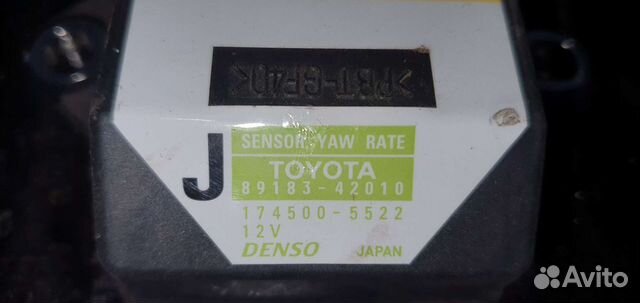 >PBT-GF40<
J
SENSOR, YAW RATE
TOYOTA
89183-42010
174500-5522
12V
DENSO JAPAN
Avito